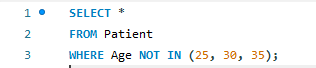 1 SELECT *
2 FROM Patient
3 WHERE Age NOT IN (25, 30, 35);